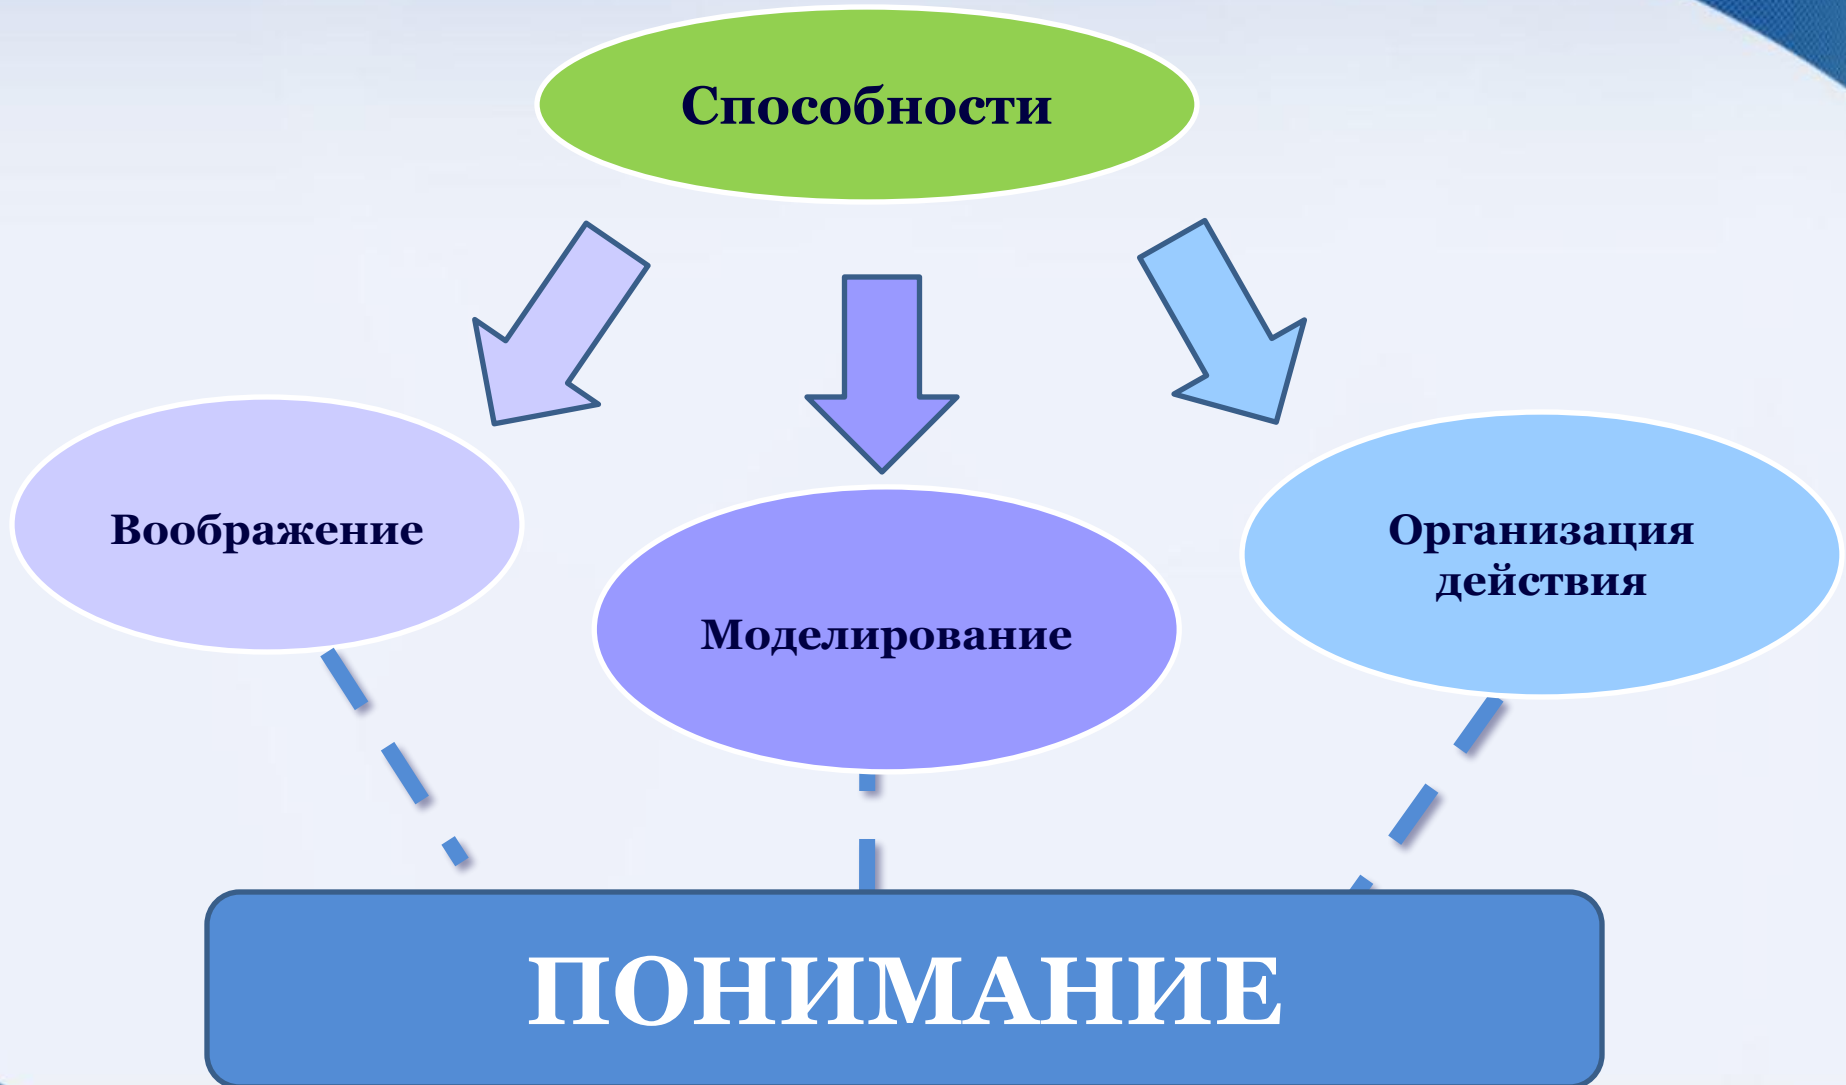 Способности
Воображение
Моделирование
Организация
действия
ПОНИМАНИЕ